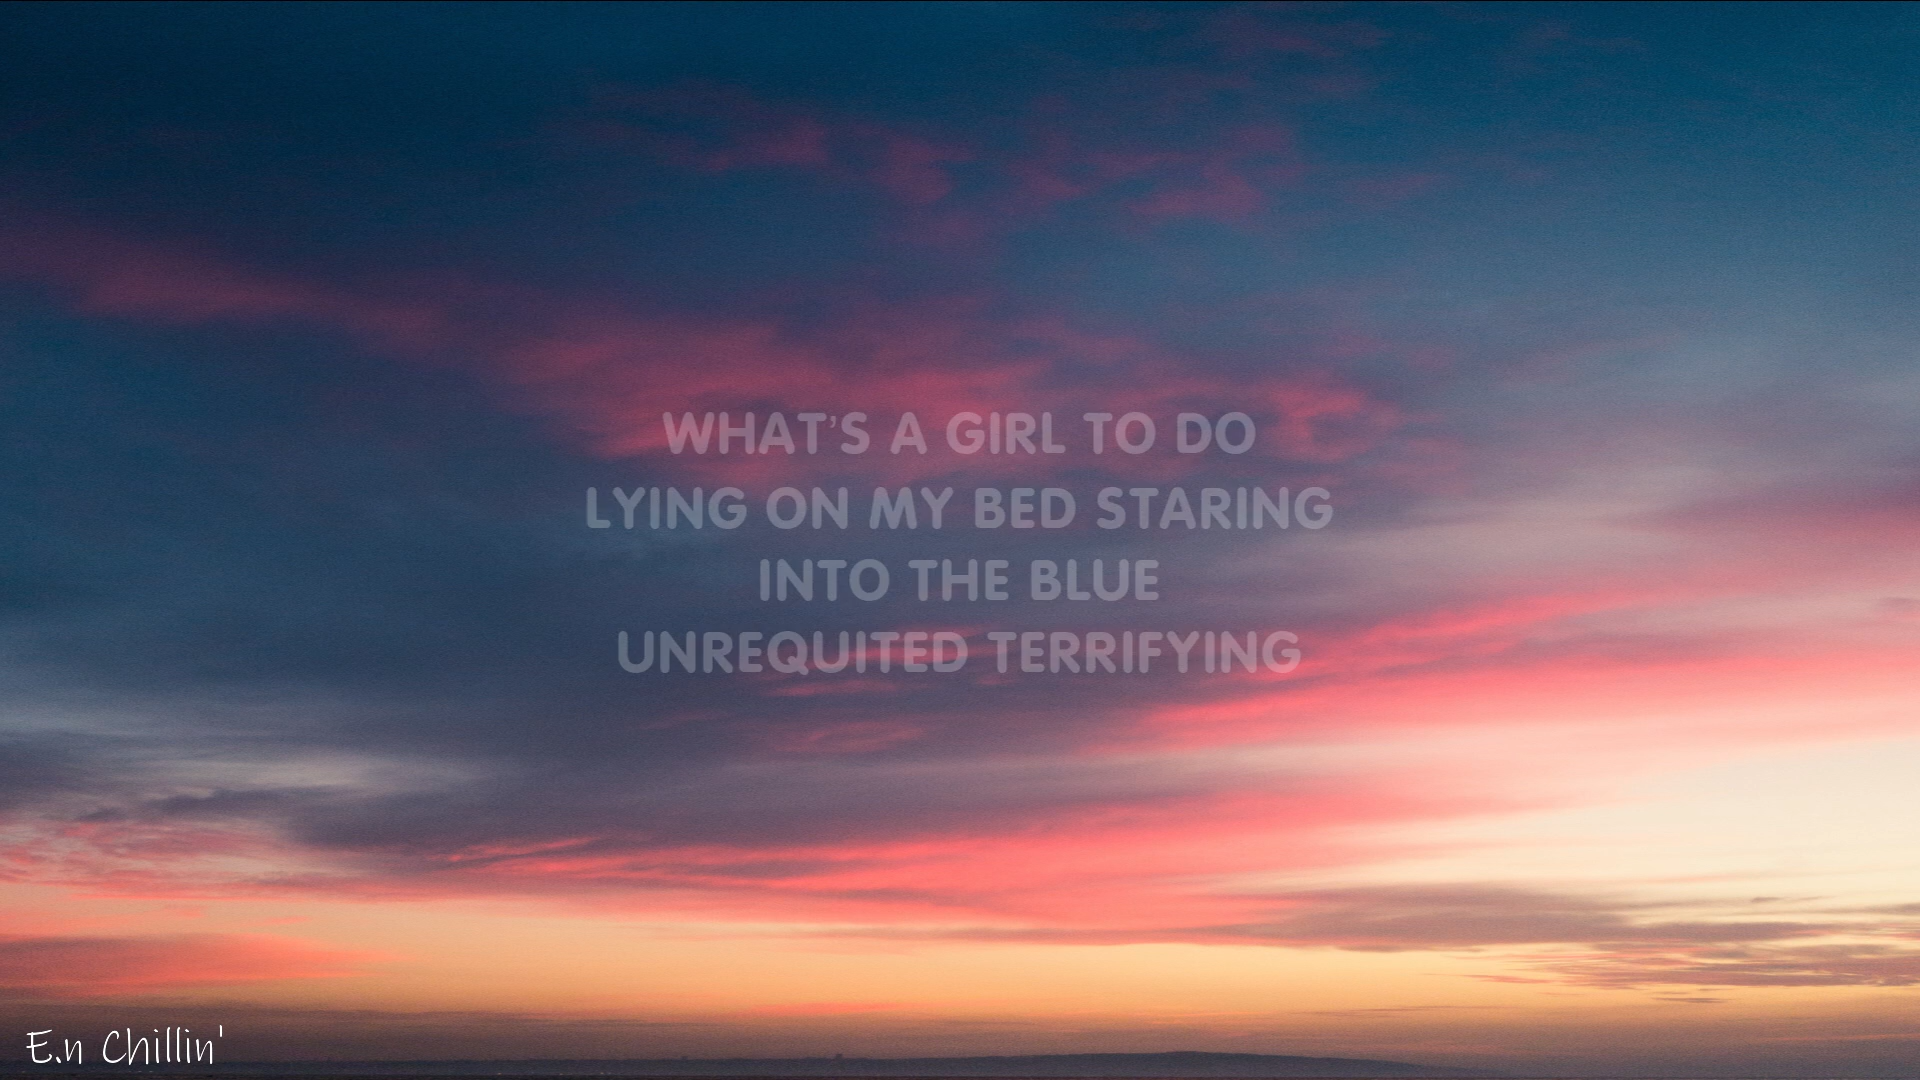 WHAT'S A GIRL TO DO
LYING ON MY BED STARING
INTO THE BLUE
UNREQUITED TERRIFYING
E.n Chillin'